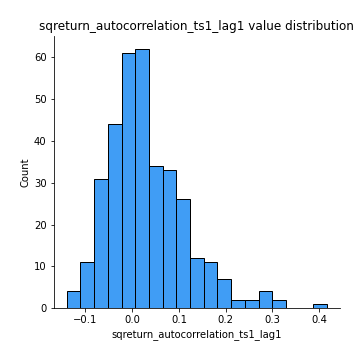 sqreturn_autocorrelation_ts1_lag1 value distribution
60
50
40
30
20
10
0
Count
−0.1 0.0 0.1 0.2 0.3 0.4
sqreturn_autocorrelation_ts1_lag1